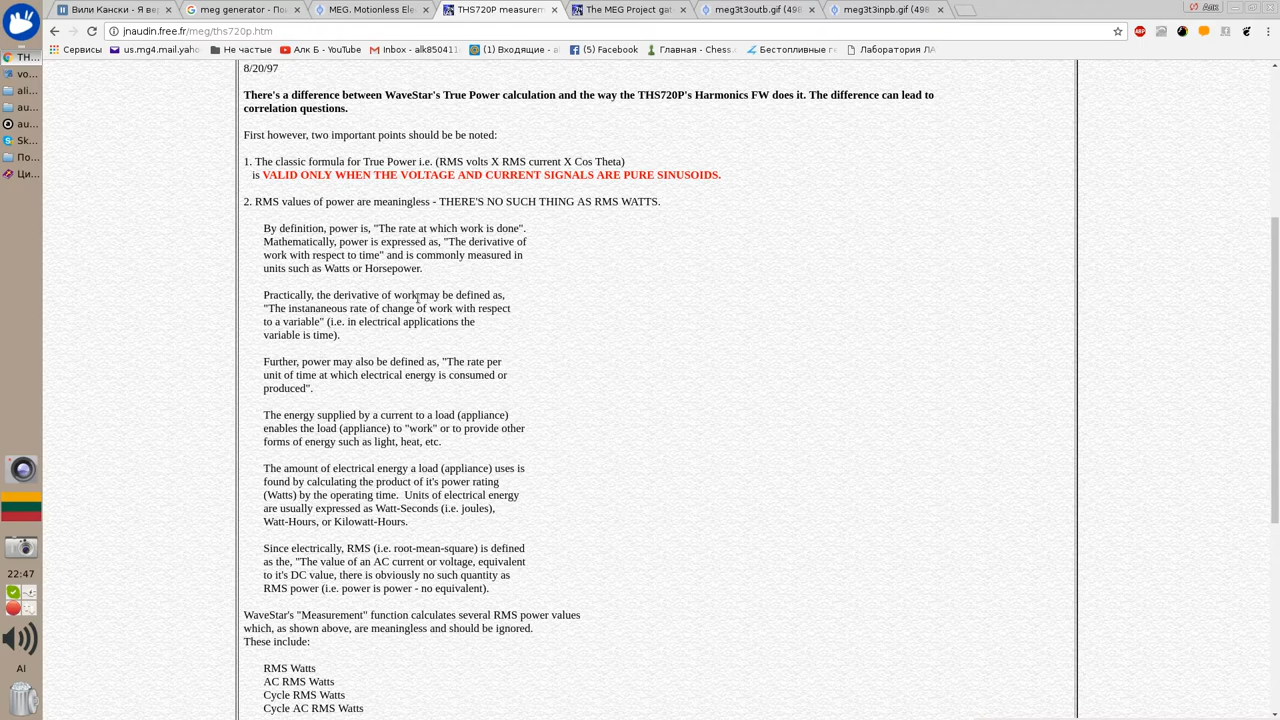 Вили Кански - Я вер
meg generator - Пои
MEG. Motionless Ele
THS720P measurem
The MEG Project gat
meg3t3outb.gif (498
meg3t3inpb.gif (498
Алк
jnaudin.free.fr/meg/ths720p.htm
Сервисы
us.mg4.mail.yaho
Не частые
Алк Б - YouTube
Inbox - alk85041
(1) Входящие - al
(5) Facebook
Главная - Chess
Бестопливные г
Лаборатория ЛА
TH...
vo...
ali...
au...
au...
Sk...
По...
Ци...
22:47
AI
8/20/97
There's a difference between WaveStar's True Power calculation and the way the THS720P's Harmonics FW does it. The difference can lead to
correlation questions.
First however, two important points should be be noted:
1. The classic formula for True Power i.e. (RMS volts X RMS current X Cos Theta)
is VALID ONLY WHEN THE VOLTAGE AND CURRENT SIGNALS ARE PURE SINUSOIDS.
2. RMS values of power are meaningless - THERE'S NO SUCH THING AS RMS WATTS.
By definition, power is, "The rate at which work is done".
Mathematically, power is expressed as, "The derivative of
work with respect to time" and is commonly measured in
units such as Watts or Horsepower.
Practically, the derivative of work may be defined as,
"The instananeous rate of change of work with respect
to a variable" (i.e. in electrical applications the
variable is time).
Further, power may also be defined as, "The rate per
unit of time at which electrical energy is consumed or
produced".
The energy supplied by a current to a load (appliance)
enables the load (appliance) to "work" or to provide other
forms of energy such as light, heat, etc.
The amount of electrical energy a load (appliance) uses is
found by calculating the product of it's power rating
(Watts) by the operating time.  Units of electrical energy
are usually expressed as Watt-Seconds (i.e. joules),
Watt-Hours, or Kilowatt-Hours.
Since electrically, RMS (i.e. root-mean-square) is defined
as the, "The value of an AC current or voltage, equivalent
to it's DC value, there is obviously no such quantity as
RMS power (i.e. power is power - no equivalent).
WaveStar's "Measurement" function calculates several RMS power values
which, as shown above, are meaningless and should be ignored.
These include:
RMS Watts
AC RMS Watts
Cycle RMS Watts
Cycle AC RMS Watts